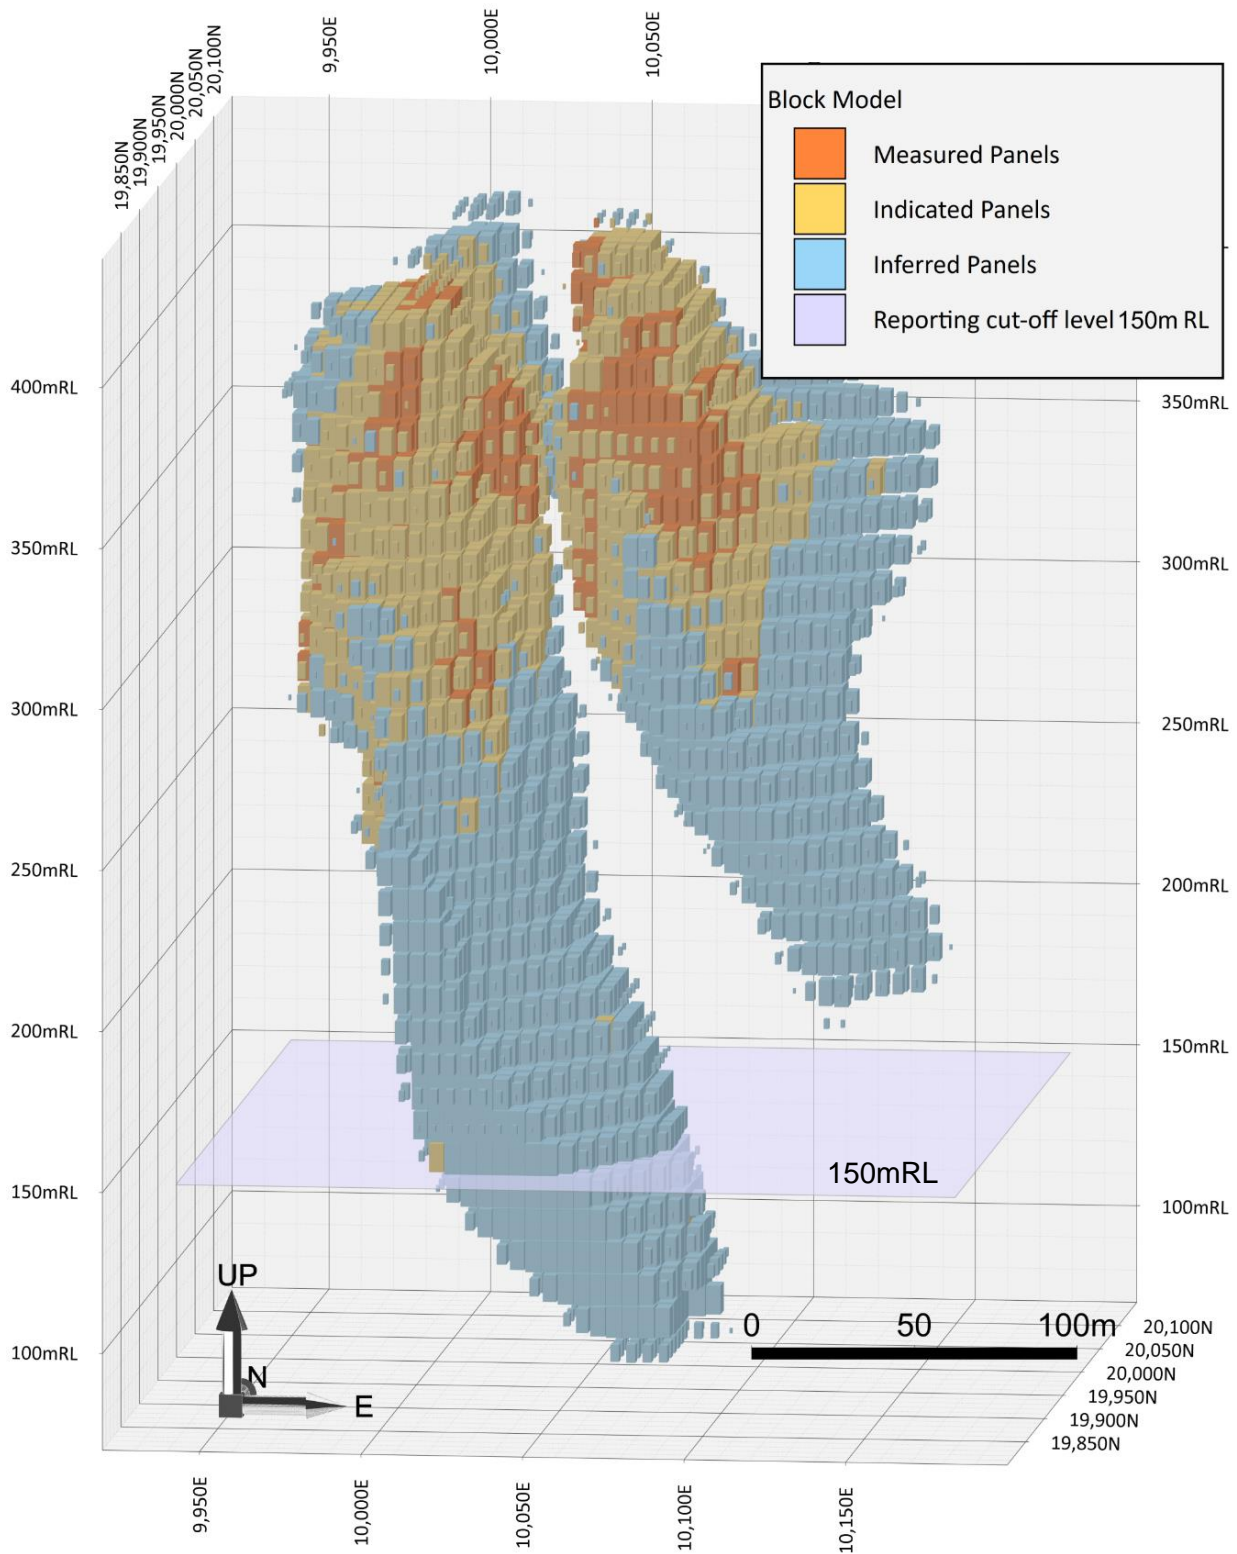 9,950E
10,000E
10,050E
20,100N
20,050N
20,000N
19,950N
19,900N
19,850N
Block Model
Measured Panels
Indicated Panels
Inferred Panels
Reporting cut-off level 150m RL
400mRL
350mRL
300mRL
250mRL
200mRL
150mRL
100mRL
350mRL
300mRL
250mRL
200mRL
150mRL
100mRL
150mRL
UP
N
E
0 50 100m
20,100N
20,050N
20,000N
19,950N
19,900N
19,850N
9,950E
10,000E
10,050E
10,100E
10,150E